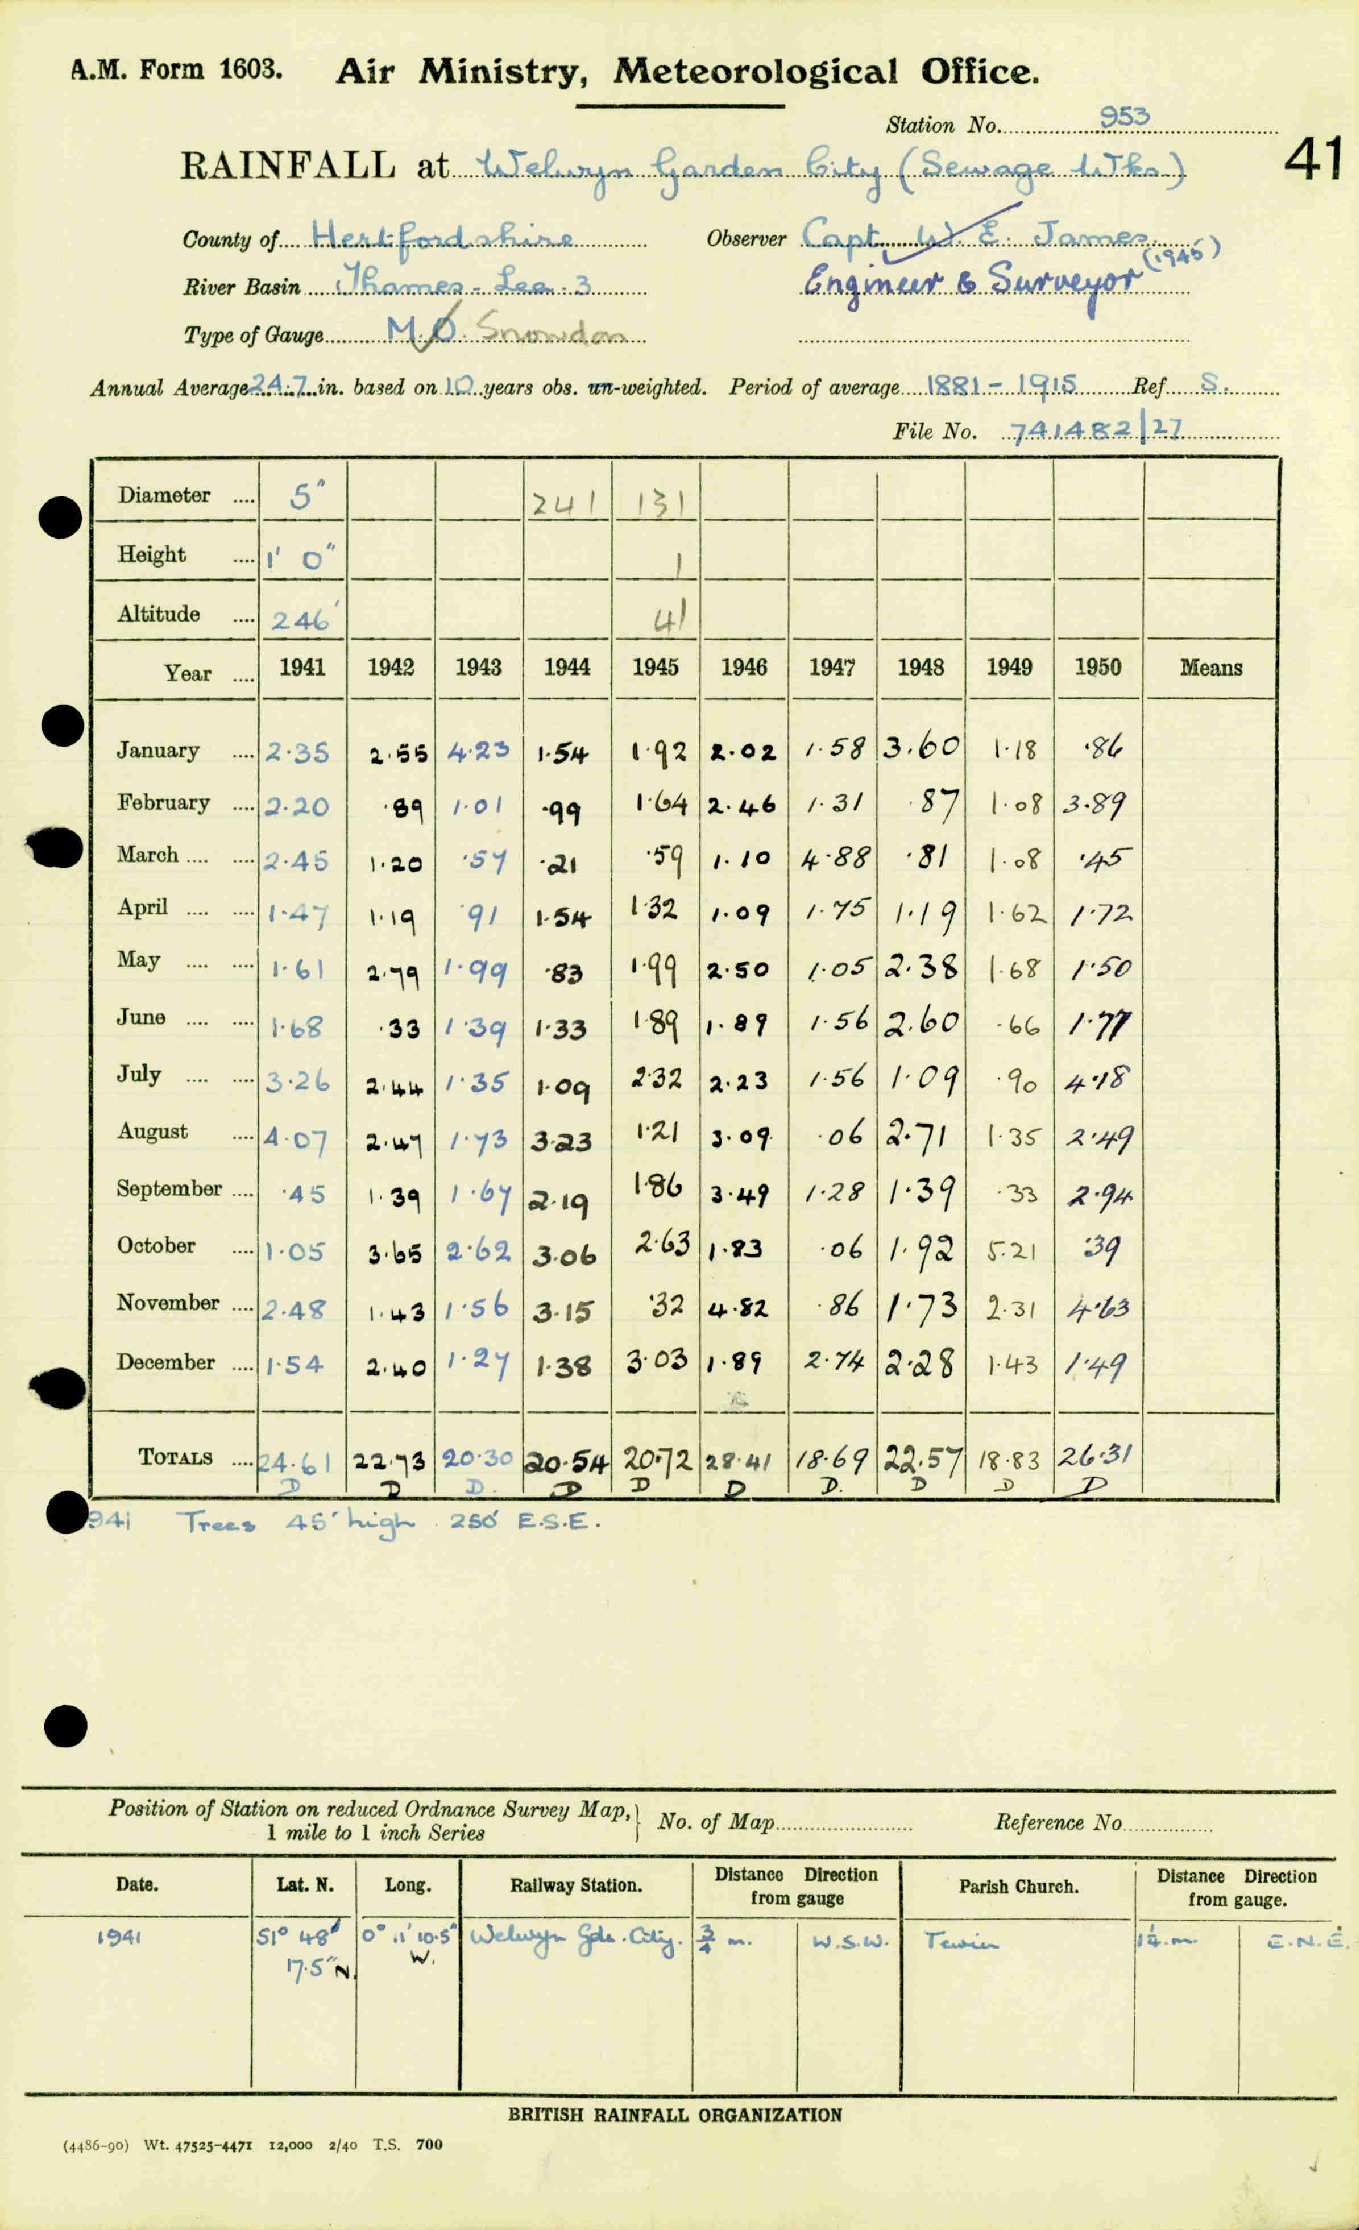 A.M. Form 1603. Air Ministry, Meteorological Office.
Station No. 953
RAINFALL at Welwyn Garden City (Sewage Wks.) 41
County of Hertfordshire Observer Capt. W. E. James
River Basin Thames - Lea. 3 Engineer & Surveyor (1945)
Type of Gauge M.O. Snowdon
Annual Average 24.7 in. based on 10 years obs. un-weighted. Period of average 1881 - 1915 Ref S.
File No. 741482/27
Diameter .... 5" 241 131
Height .... 1' 0" 1
Altitude .... 246' 41
Year .... 1941 1942 1943 1944 1945 1946 1947 1948 1949 1950 Means
January .... 2.35 2.55 4.23 1.54 1.92 2.02 1.58 3.60 1.18 .86
February .... 2.20 .89 1.01 .99 1.64 2.46 1.31 .87 1.08 3.89
March .... .... 2.45 1.20 .57 .21 .59 1.10 4.88 .81 1.08 .45
April .... .... 1.47 1.19 .91 1.54 1.32 1.09 1.75 1.19 1.62 1.72
May .... .... 1.61 2.79 1.99 .83 1.99 2.50 1.05 2.38 1.68 1.50
June .... .... 1.68 .33 1.39 1.33 1.89 1.89 1.56 2.60 .66 1.77
July .... .... 3.26 2.44 1.35 1.09 2.32 2.23 1.56 1.09 .90 4.18
August .... 4.07 2.47 1.73 3.23 1.21 3.09 .06 2.71 1.35 2.49
September .... .45 1.39 1.67 2.19 1.86 3.49 1.28 1.39 .33 2.94
October .... 1.05 3.65 2.62 3.06 2.63 1.83 .06 1.92 5.21 .39
November .... 2.48 1.43 1.56 3.15 .32 4.82 .86 1.73 2.31 4.63
December .... 1.54 2.40 1.27 1.38 3.03 1.89 2.74 2.28 1.43 1.49
TOTALS .... 24.61 22.73 20.30 20.54 20.72 28.41 18.69 22.57 18.83 26.31
D D D. D D D D. D D D
941 Trees 45' high 250' E.S.E.
Position of Station on reduced Ordnance Survey Map, No. of Map Reference No.
1 mile to 1 inch Series
Date. Lat. N. Long. Railway Station. Distance Direction from gauge Parish Church. Distance Direction from gauge.
1941 51° 48' 0° 11' 10.5" Welwyn Gdn. City. 3/4 m. W.S.W. Tewin 1 1/4 m E.N.E.
17.5" N. W.
BRITISH RAINFALL ORGANIZATION
(4486-90) Wt. 47525-4471 12,000 2/40 T.S. 700